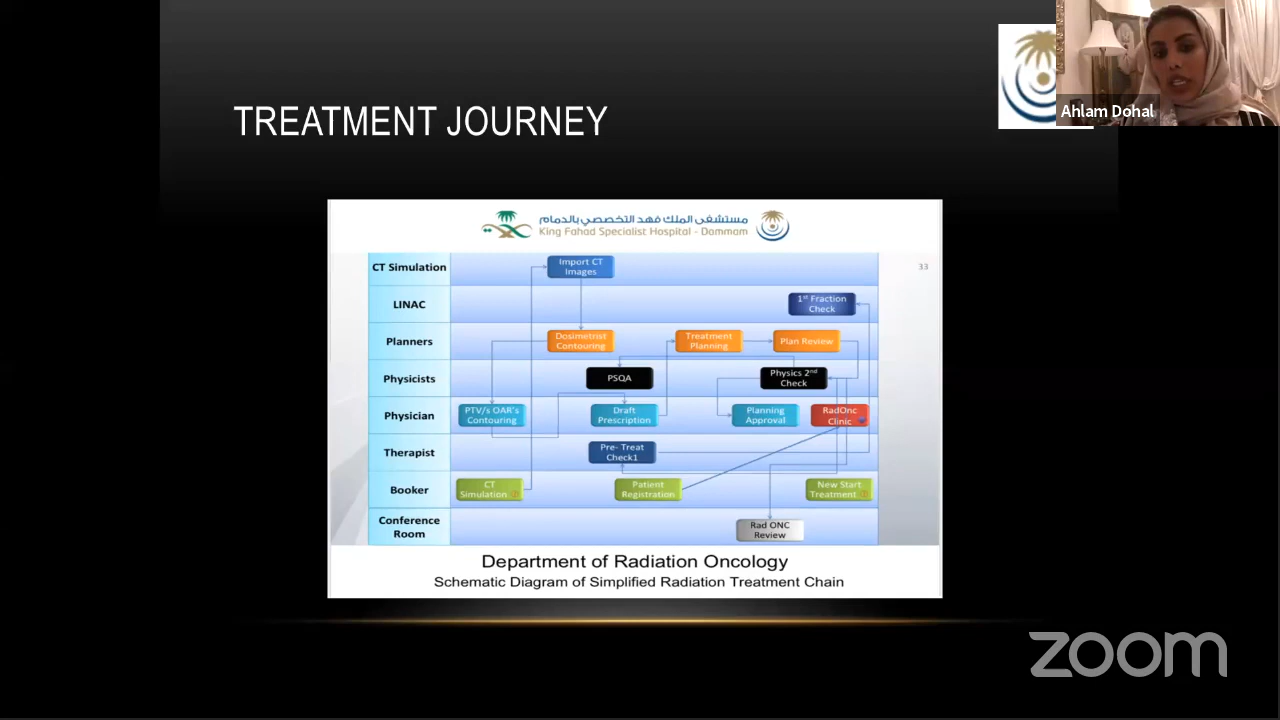 Ahlam Dohal
TREATMENT JOURNEY
مستشفى الملك فهد التخصصي بالدمام
King Fahad Specialist Hospital - Dammam
33
CT Simulation
Import CT
Images
LINAC
1st Fraction
Check
Planners
Dosimetrist
Contouring
Treatment
Planning
Plan Review
Physicists
PSQA
Physics 2nd
Check
Physician
PTV/s OAR's
Contouring
Draft
Prescription
Planning
Approval
RadOnc
Clinic
Therapist
Pre- Treat
Check1
Booker
CT
Simulation
Patient
Registration
New Start
Treatment
Conference
Room
Rad ONC
Review
Department of Radiation Oncology
Schematic Diagram of Simplified Radiation Treatment Chain
zoom